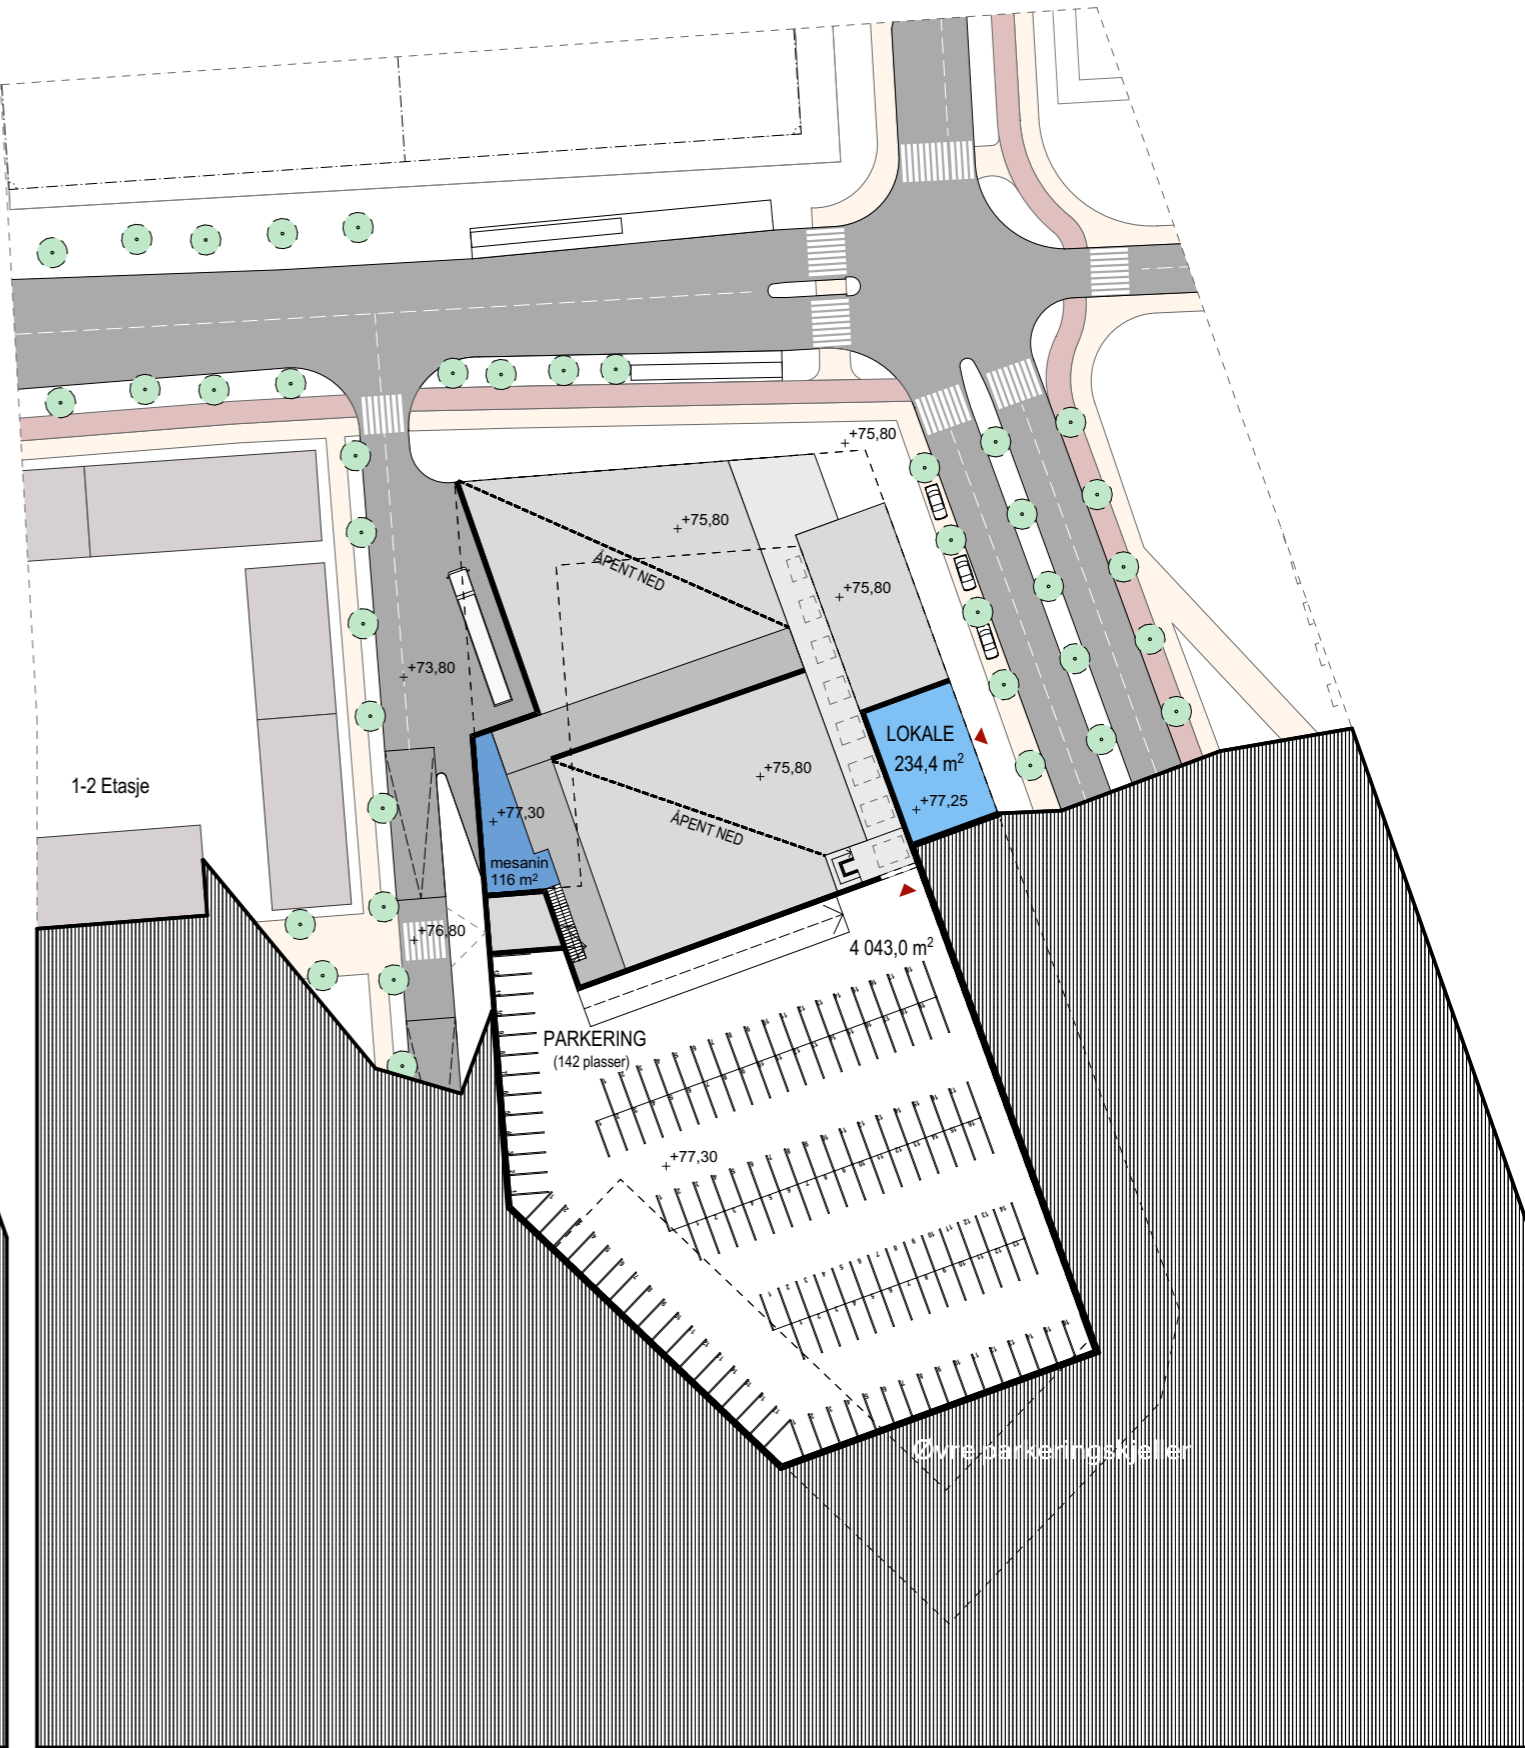 +75,80
+75,80
ÅPENT NED
+75,80
+73,80
LOKALE
234,4 m²
+75,80
1-2 Etasje
+77,25
+77,30
ÅPENT NED
mesanin
116 m²
+76,80
4 043,0 m²
PARKERING
(142 plasser)
+77,30
Øvre parkeringskjeller